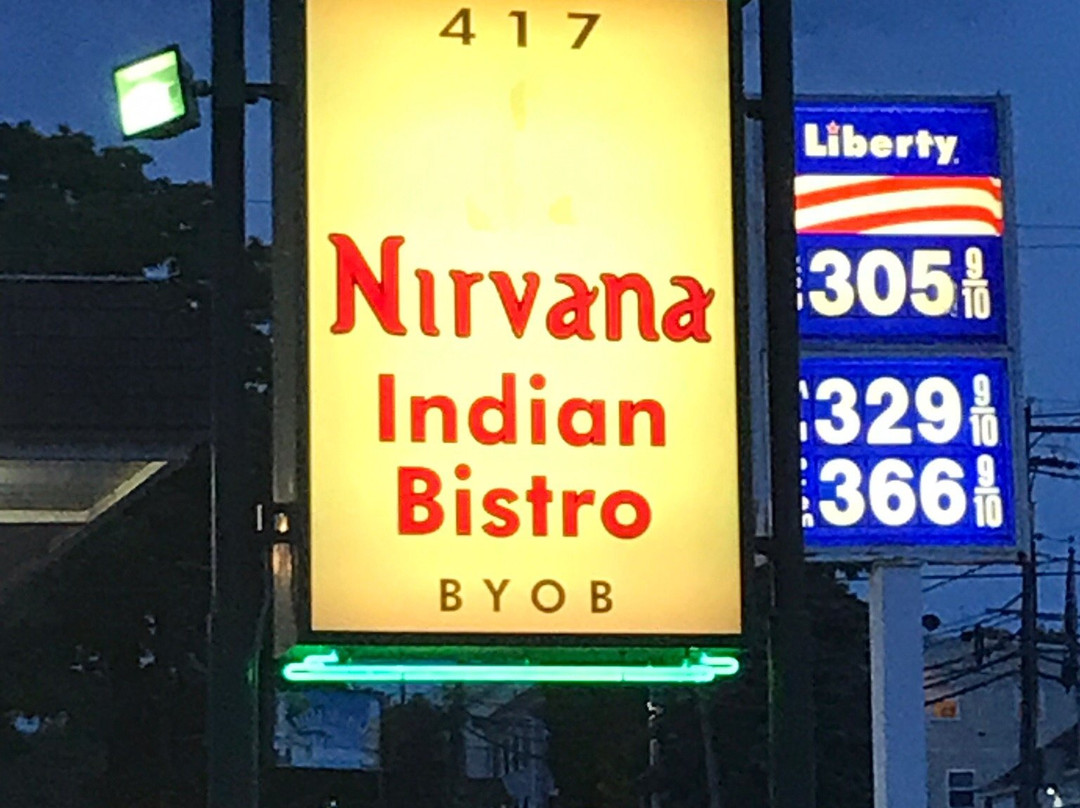 417
Nirvana
Indian
Bistro
BYOB
Liberty
305 9/10
329 9/10
366 9/10